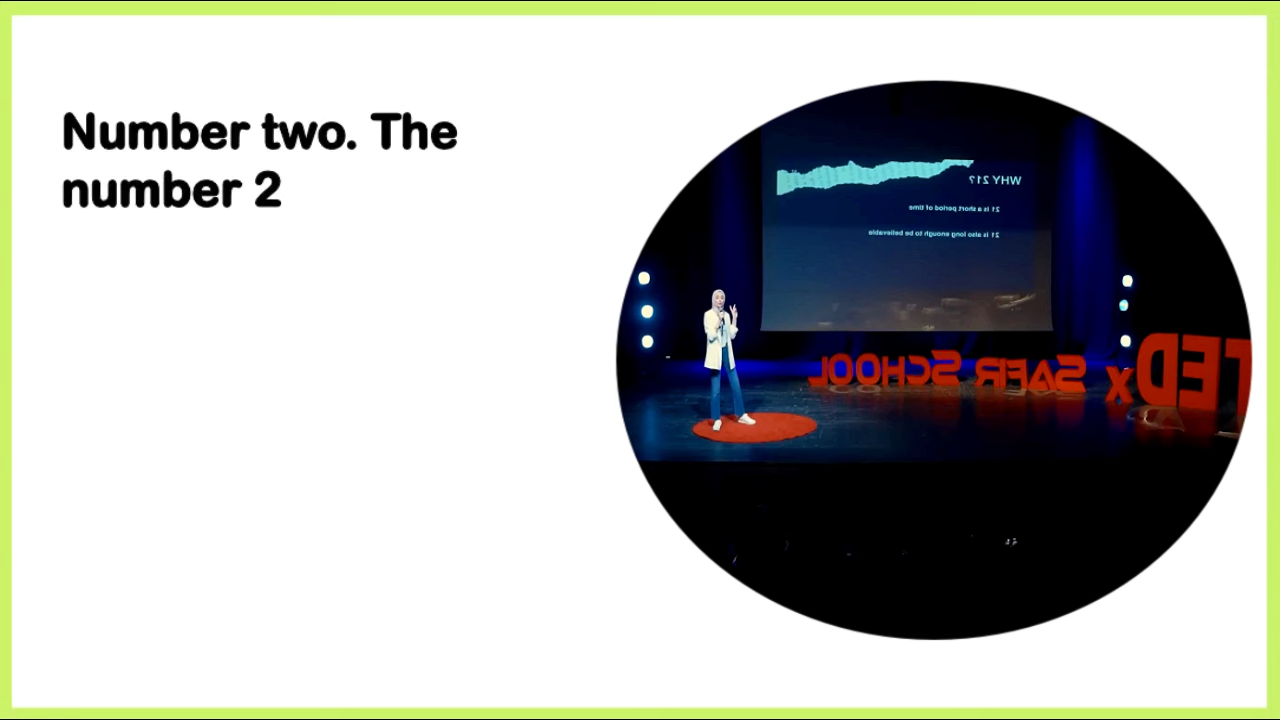 Number two. The
number 2
WHY 21?
21 is a short period of time
21 is also long enough to be believable
TEDx SAFIR SCHOOL